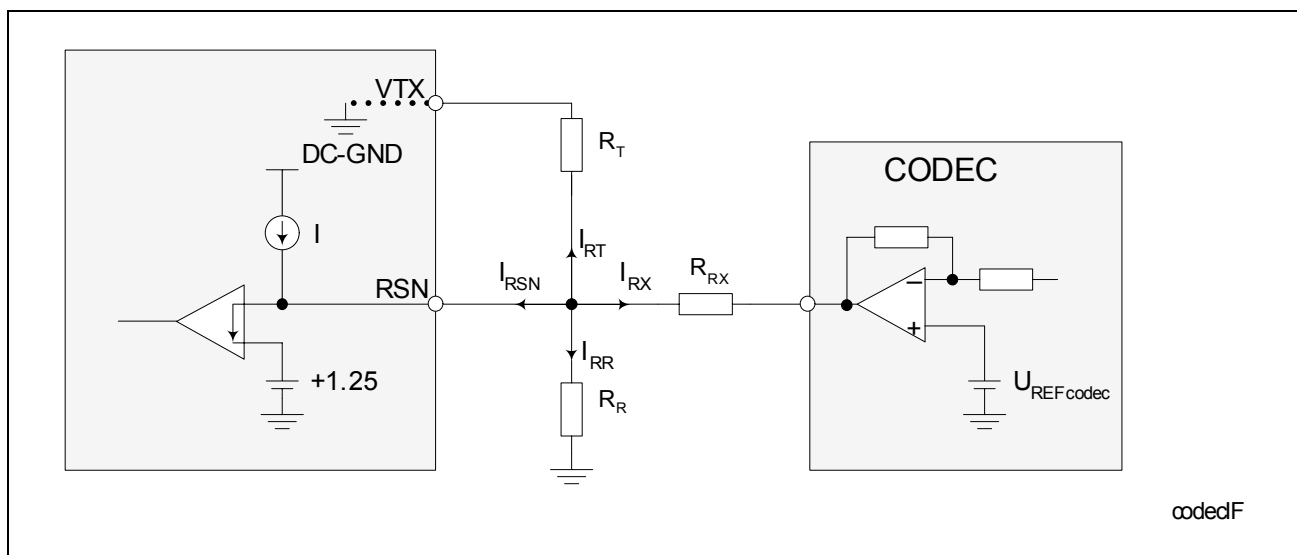 VTX
DC-GND
R_T
CODEC
I
I_RT
RSN
I_RSN
I_RX
R_RX
−
+
+1.25
I_RR
R_R
U_REFcodec
codecIF